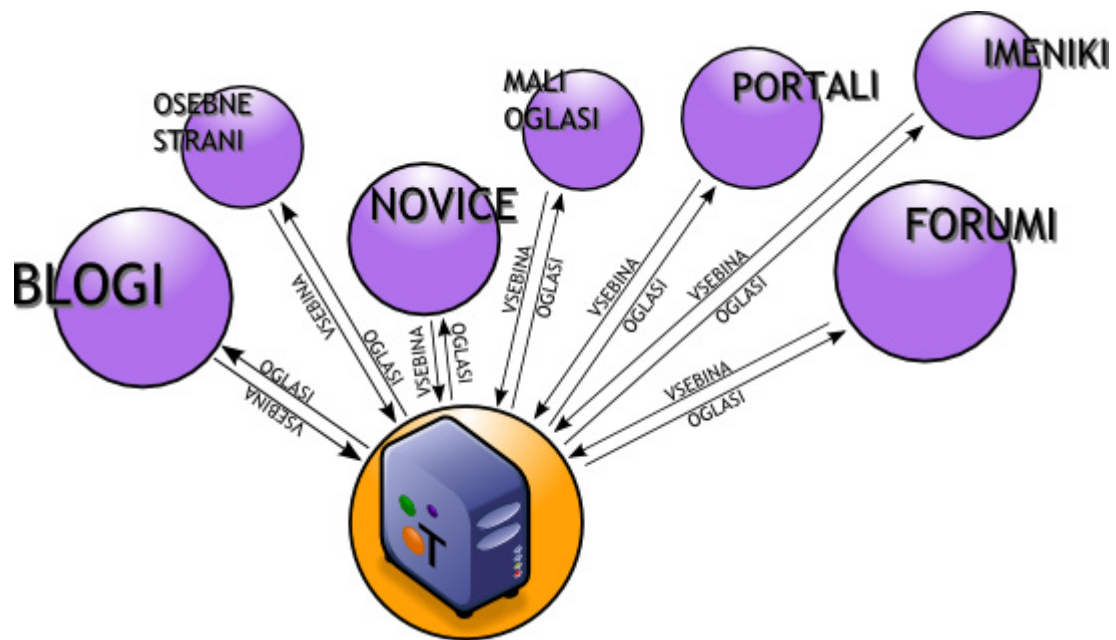 IMENIKI
MALI
OGLASI
PORTALI
OSEBNE
STRANI
NOVICE
FORUMI
BLOGI
VSEBINA
OGLASI
VSEBINA
OGLASI
VSEBINA
OGLASI
VSEBINA
OGLASI
VSEBINA
OGLASI
VSEBINA
OGLASI
VSEBINA
OGLASI
T